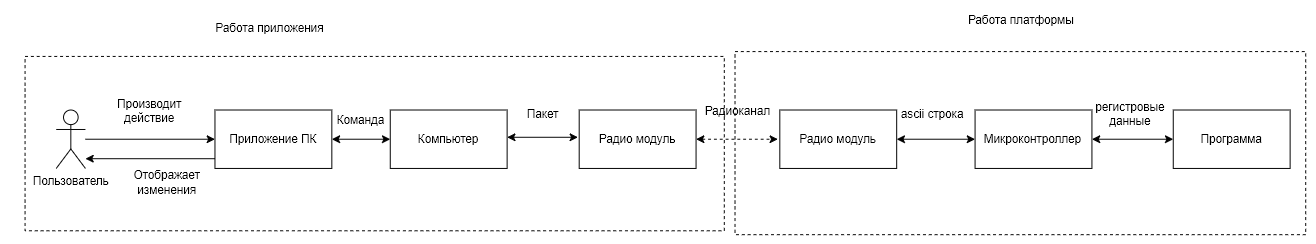 Работа приложения
Работа платформы
Производит
действие
Приложение ПК
Команда
Компьютер
Пакет
Радио модуль
Радиоканал
Радио модуль
ascii строка
Микроконтроллер
регистровые
данные
Программа
Отображает
изменения
Пользователь